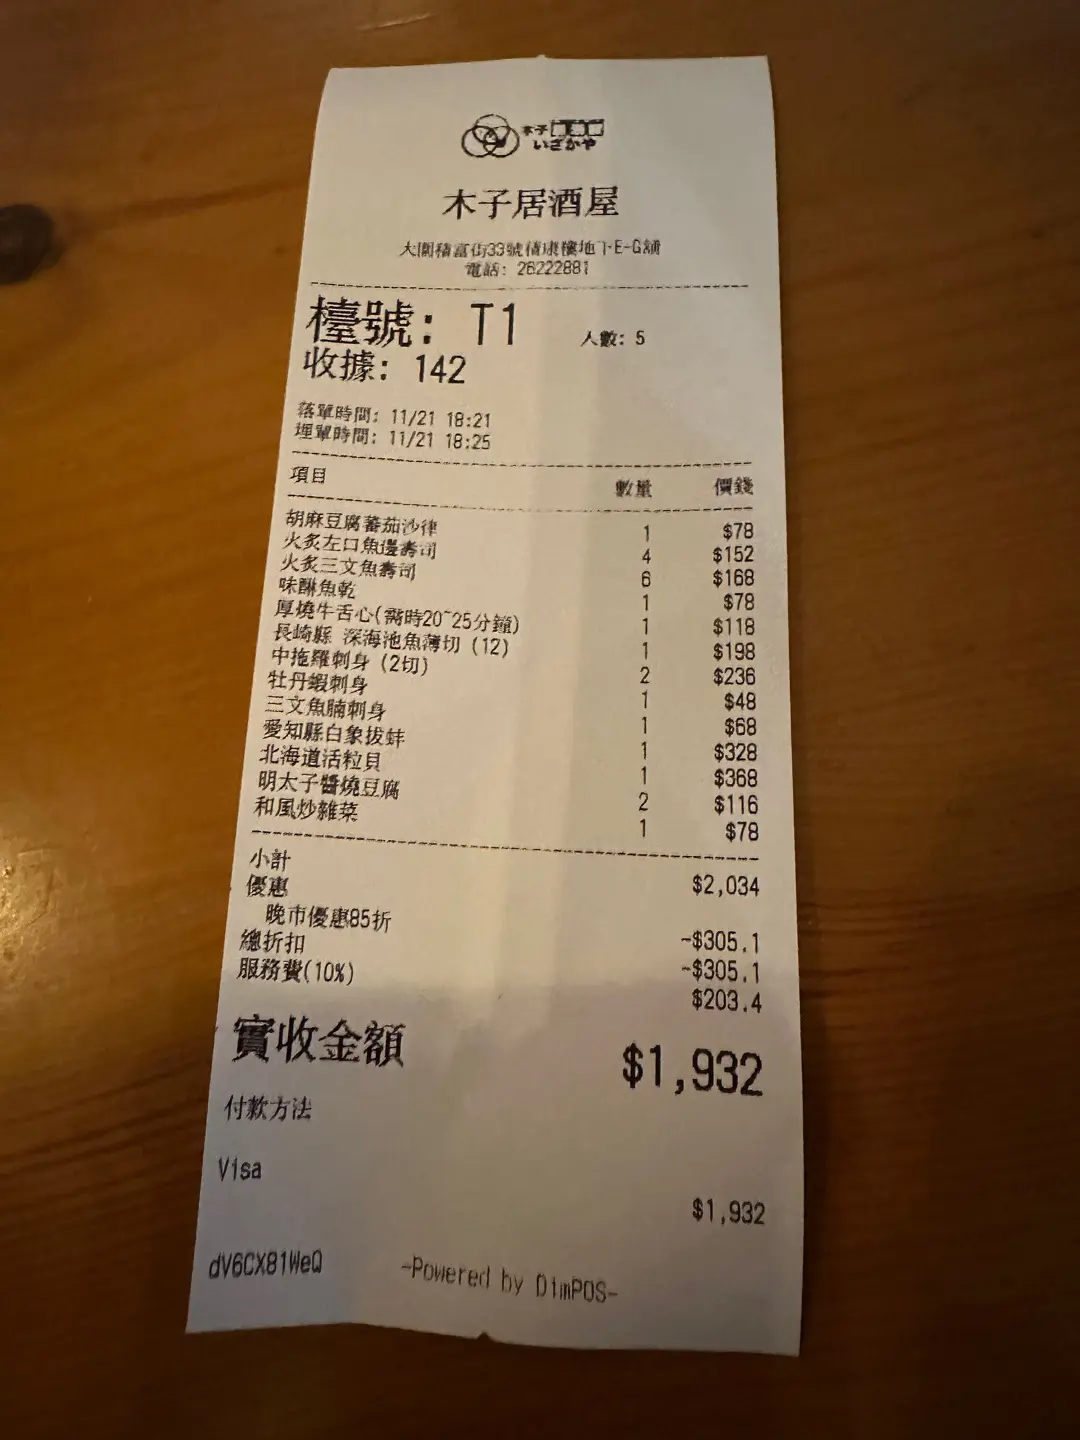 木子
いざかや
木子居酒屋
大圍積富街33號積康樓地下E-G舖
電話: 26222881
檯號: T1 人數: 5
收據: 142
落單時間: 11/21 18:21
埋單時間: 11/21 18:25
項目 數量 價錢
胡麻豆腐蕃茄沙律 1 $78
火炙左口魚邊壽司 4 $152
火炙三文魚壽司 6 $168
味醂魚乾 1 $78
厚燒牛舌心(需時20~25分鐘) 1 $118
長崎縣 深海池魚薄切 (12) 1 $198
中拖羅刺身 (2切) 2 $236
牡丹蝦刺身 1 $48
三文魚腩刺身 1 $68
愛知縣白象拔蚌 1 $328
北海道活粒貝 1 $368
明太子醬燒豆腐 2 $116
和風炒雜菜 1 $78
小計 $2,034
優惠
晚市優惠85折 -$305.1
總折扣 -$305.1
服務費(10%) $203.4
實收金額 $1,932
付款方法
Visa $1,932
dV6CX81WeQ -Powered by DimPOS-